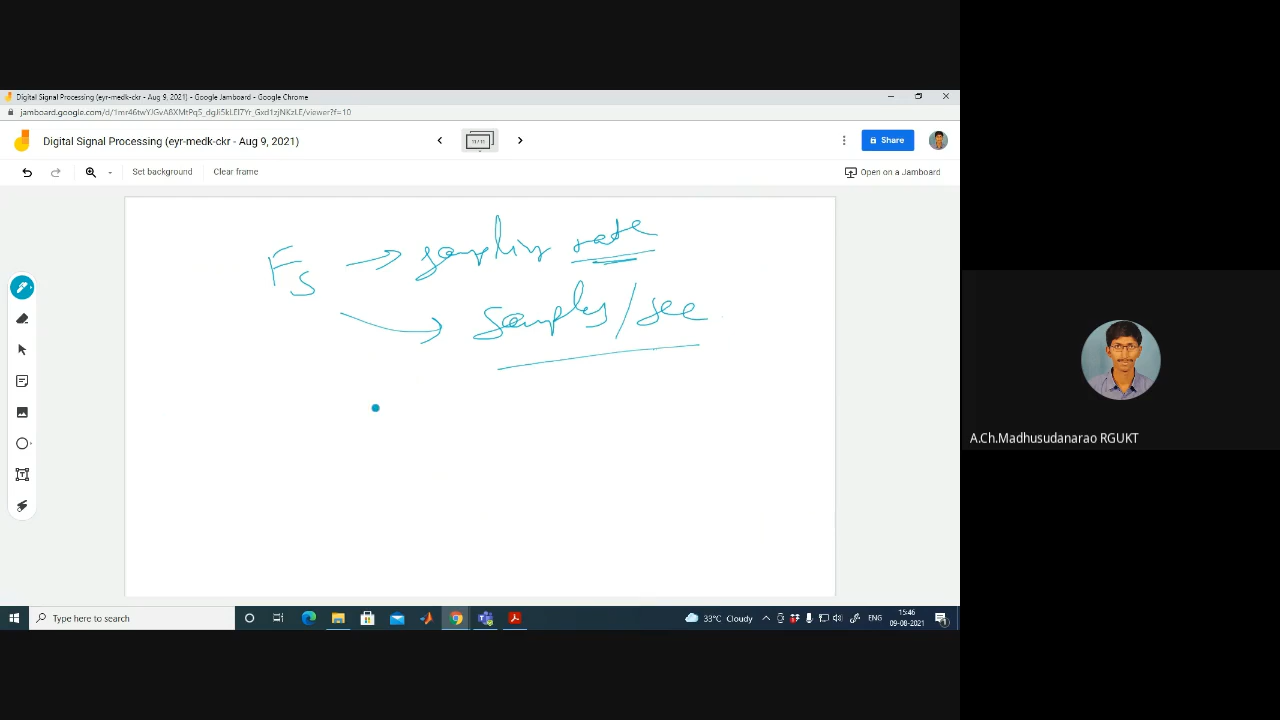 Digital Signal Processing (eyr-medk-ckr - Aug 9, 2021) - Google Jamboard - Google Chrome
Digital Signal Processing (eyr-medk-ckr - Aug 9, 2021)
11 / 11
Share
Set background
Clear frame
Open on a Jamboard
Fs → sampling rate
→ samples/sec
A.Ch.Madhusudanarao RGUKT
Type here to search
33°C Cloudy
ENG
15:46
09-08-2021